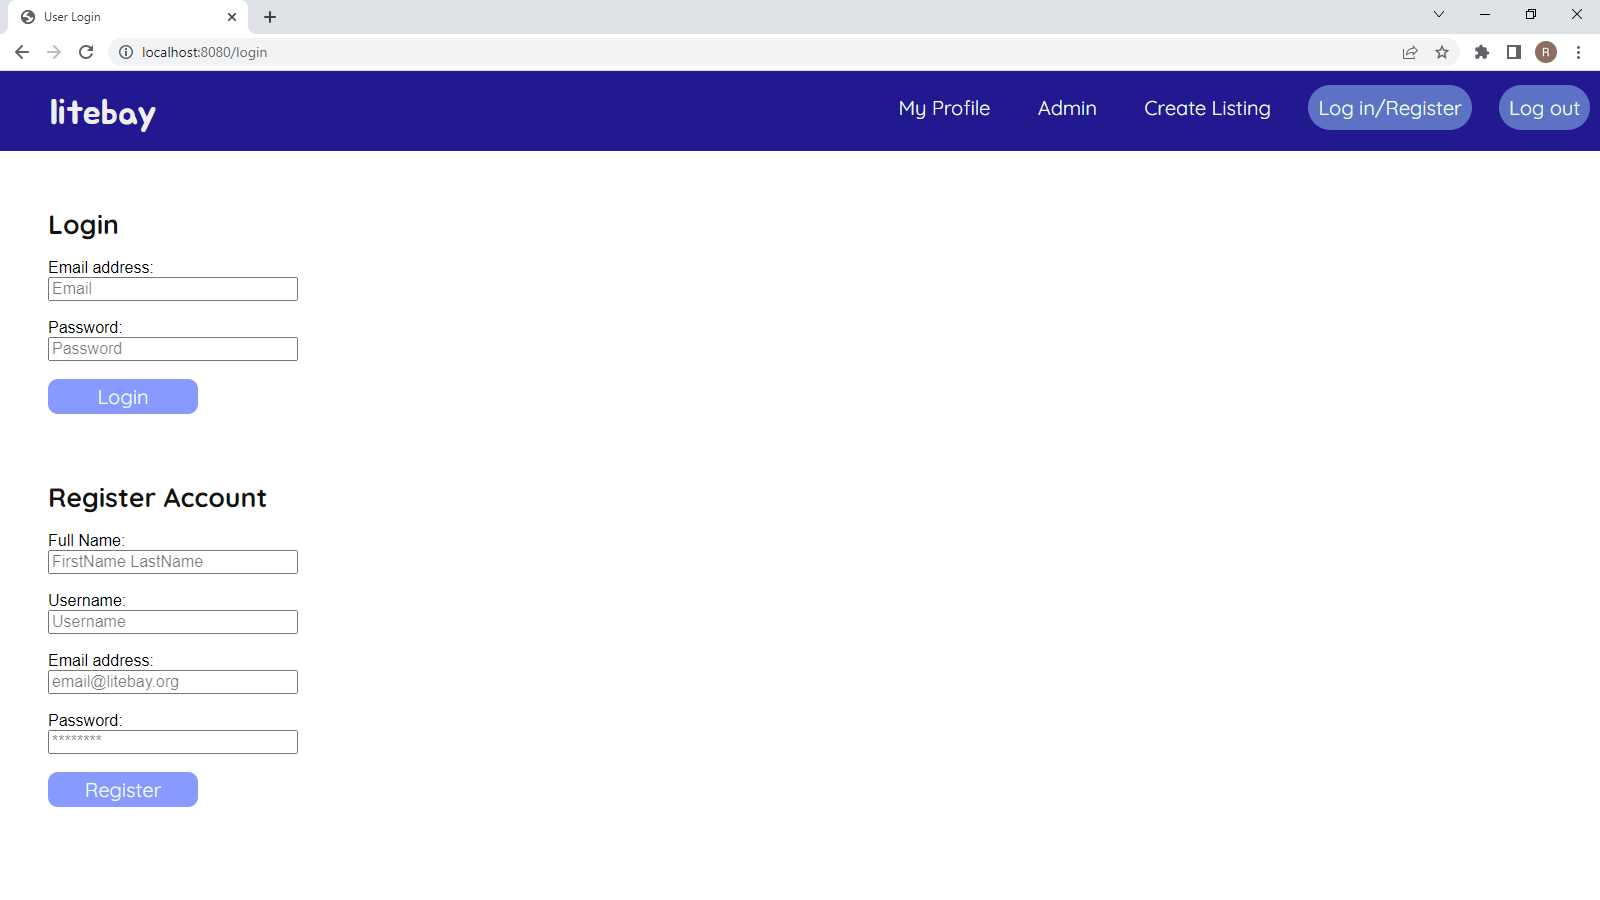 User Login
localhost:8080/login
R
litebay
My Profile
Admin
Create Listing
Log in/Register
Log out
Login
Email address:
Email
Password:
Password
Login
Register Account
Full Name:
FirstName LastName
Username:
Username
Email address:
email@litebay.org
Password:
********
Register